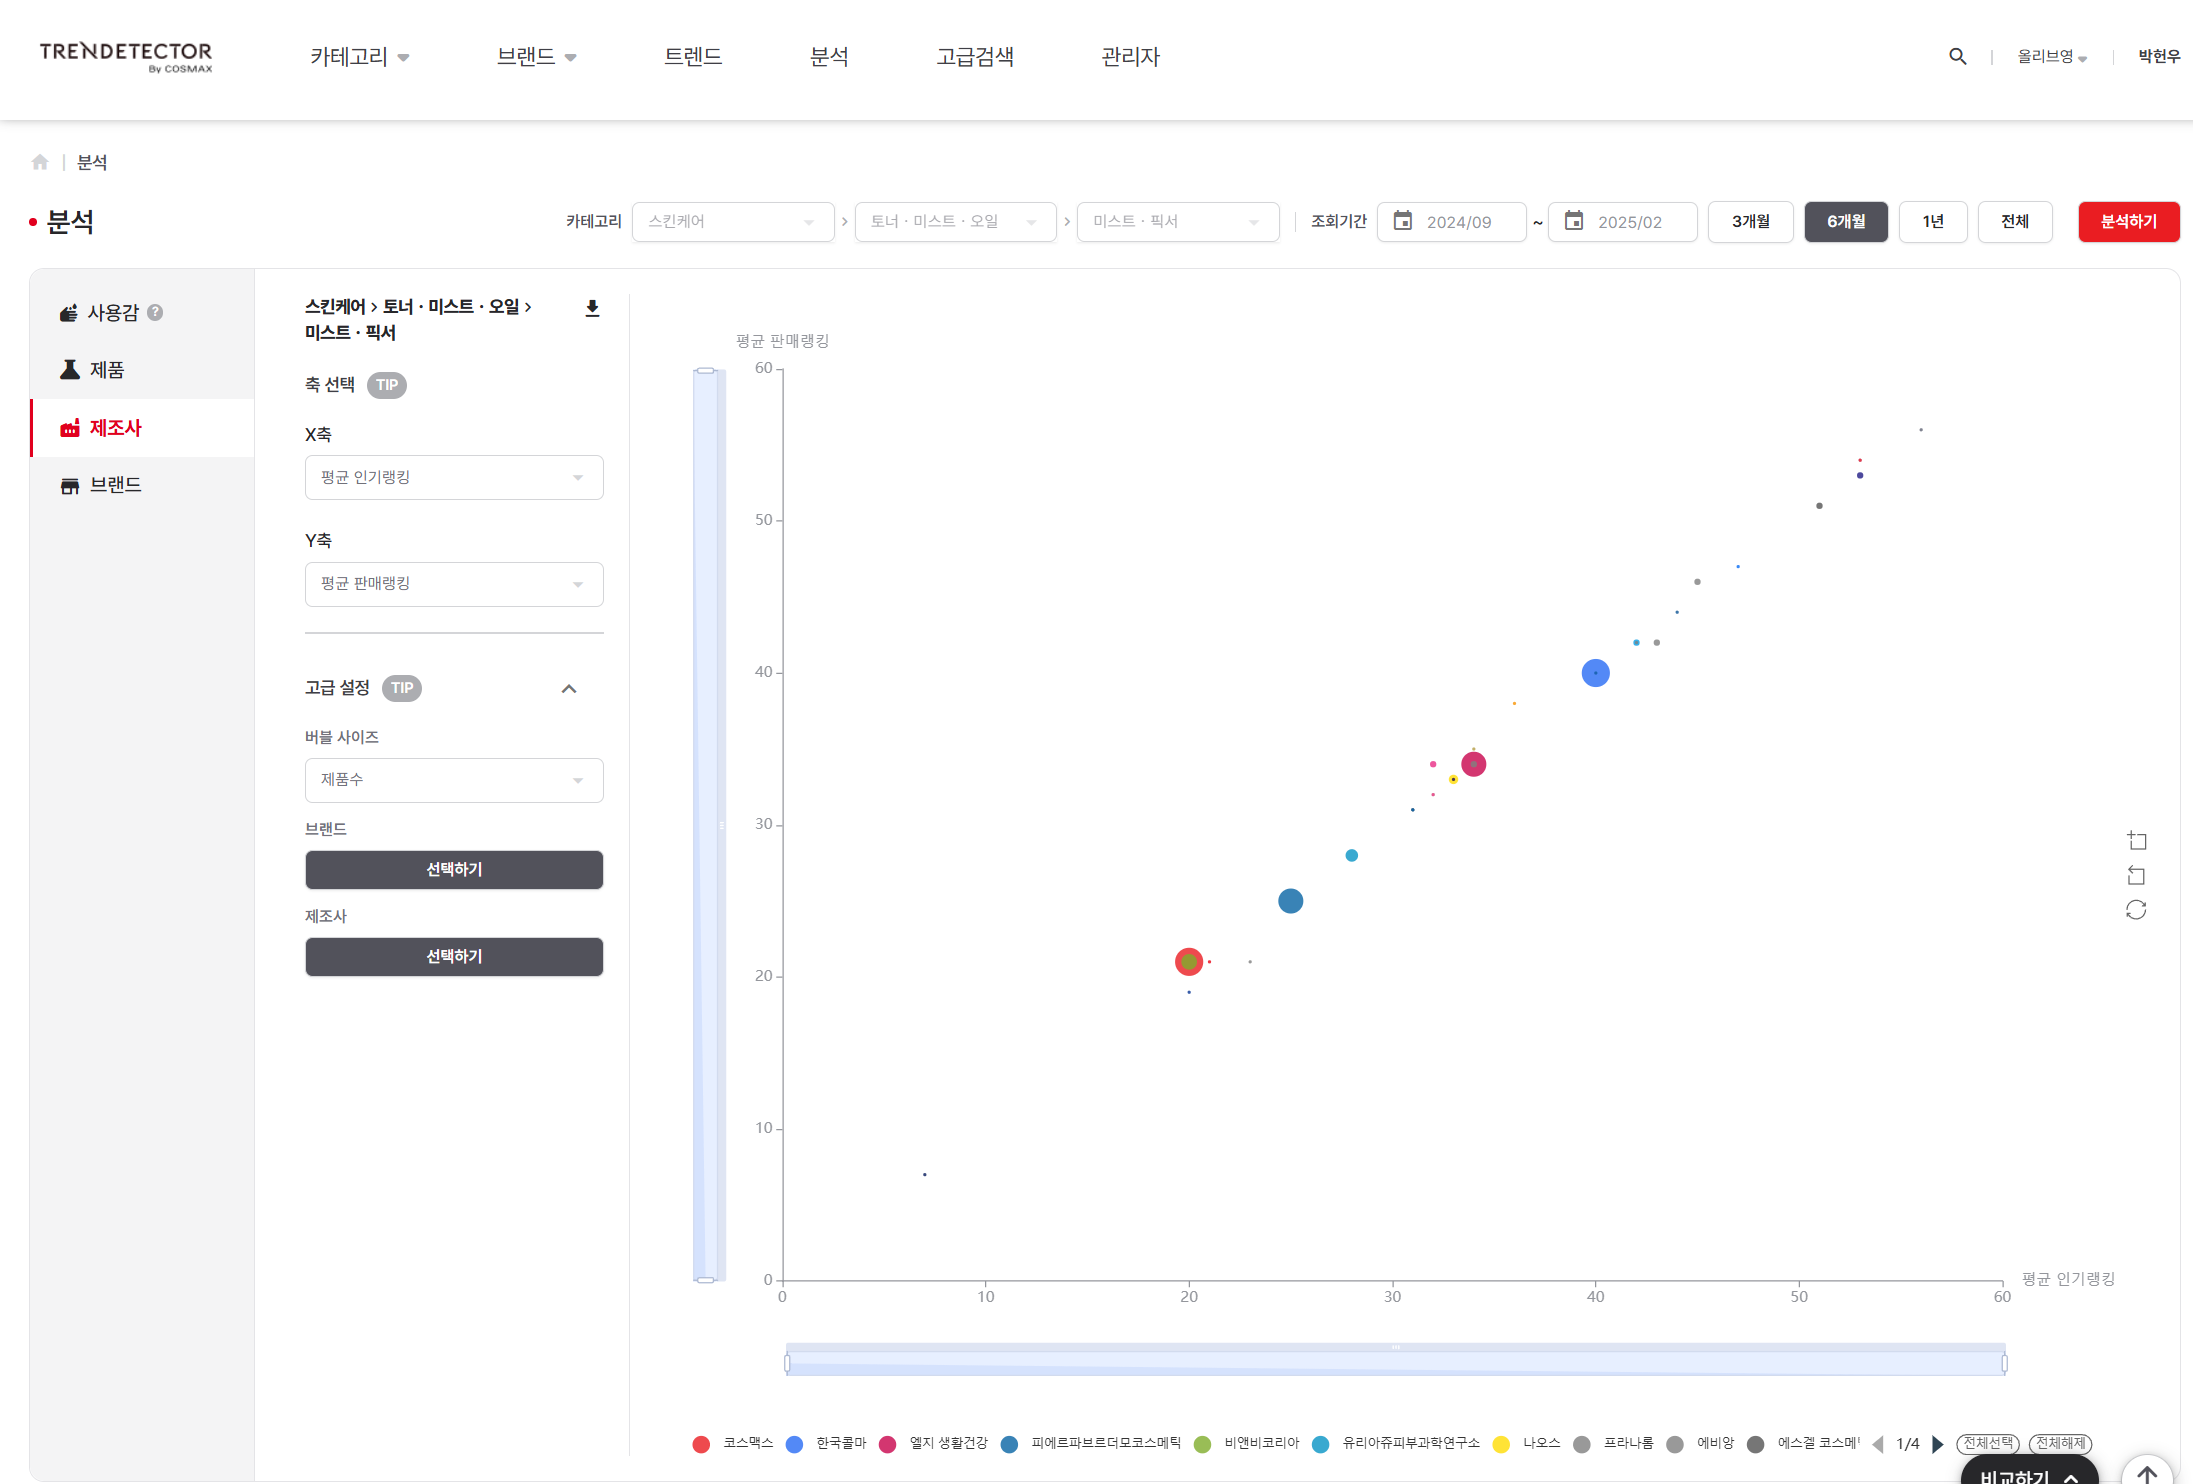 TRENDETECTOR
By COSMAX
카테고리
브랜드
트렌드
분석
고급검색
관리자
올리브영
박헌우
분석
분석
카테고리
스킨케어
토너 · 미스트 · 오일
미스트 · 픽서
조회기간
2024/09
~
2025/02
3개월
6개월
1년
전체
분석하기
사용감 ?
제품
제조사
브랜드
스킨케어 > 토너 · 미스트 · 오일 >
미스트 · 픽서
축 선택 TIP
X축
평균 인기랭킹
Y축
평균 판매랭킹
고급 설정 TIP
버블 사이즈
제품수
브랜드
선택하기
제조사
선택하기
평균 판매랭킹
60
50
40
30
20
10
0
0 10 20 30 40 50 60
평균 인기랭킹
코스맥스 한국콜마 엘지 생활건강 피에르파브르더모코스메틱 비앤비코리아 유리아쥬피부과학연구소 나오스 프라나롬 에비앙 에스겔 코스메 1/4 전체선택 전체해제
비교하기